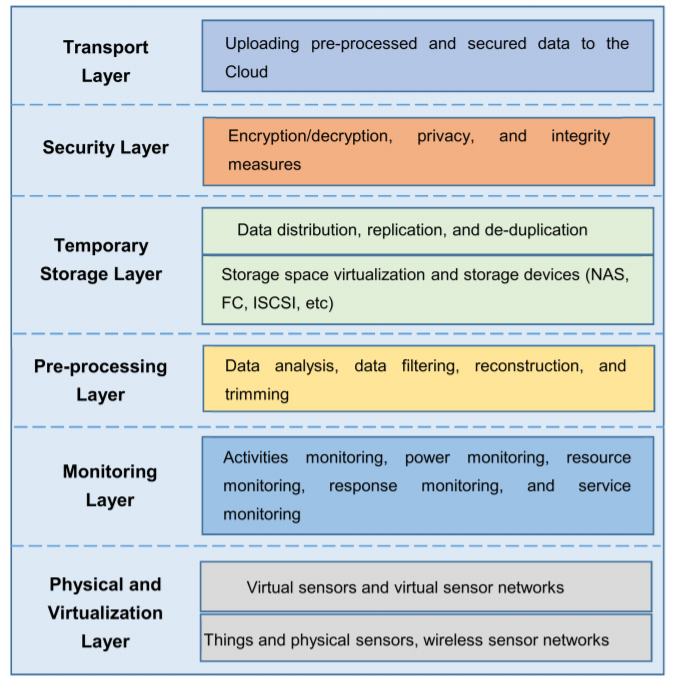 Transport
Layer
Uploading pre-processed and secured data to the
Cloud
Security Layer
Encryption/decryption, privacy, and integrity
measures
Temporary
Storage Layer
Data distribution, replication, and de-duplication
Storage space virtualization and storage devices (NAS,
FC, ISCSI, etc)
Pre-processing
Layer
Data analysis, data filtering, reconstruction, and
trimming
Monitoring
Layer
Activities monitoring, power monitoring, resource
monitoring, response monitoring, and service
monitoring
Physical and
Virtualization
Layer
Virtual sensors and virtual sensor networks
Things and physical sensors, wireless sensor networks